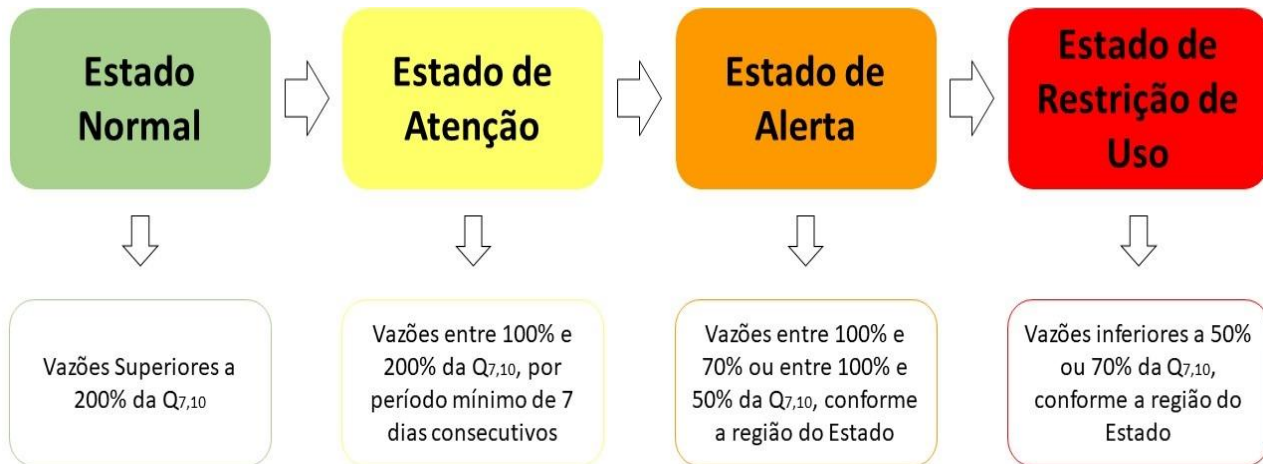 Estado
Normal
Estado de
Atenção
Estado de
Alerta
Estado de
Restrição de
Uso
Vazões Superiores a
200% da Q7,10
Vazões entre 100% e
200% da Q7,10, por
período mínimo de 7
dias consecutivos
Vazões entre 100% e
70% ou entre 100% e
50% da Q7,10, conforme
a região do Estado
Vazões inferiores a 50%
ou 70% da Q7,10,
conforme a região do
Estado